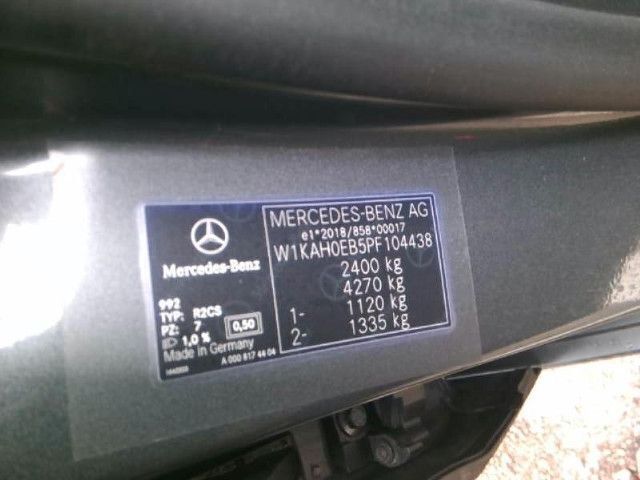 Mercedes-Benz
992
TYP: R2CS
PZ: 7
0,50
1,0 %
Made in Germany
A 000 817 44 04
MERCEDES-BENZ AG
e1*2018/858*00017
W1KAH0EB5PF104438
2400 kg
4270 kg
1- 1120 kg
2- 1335 kg